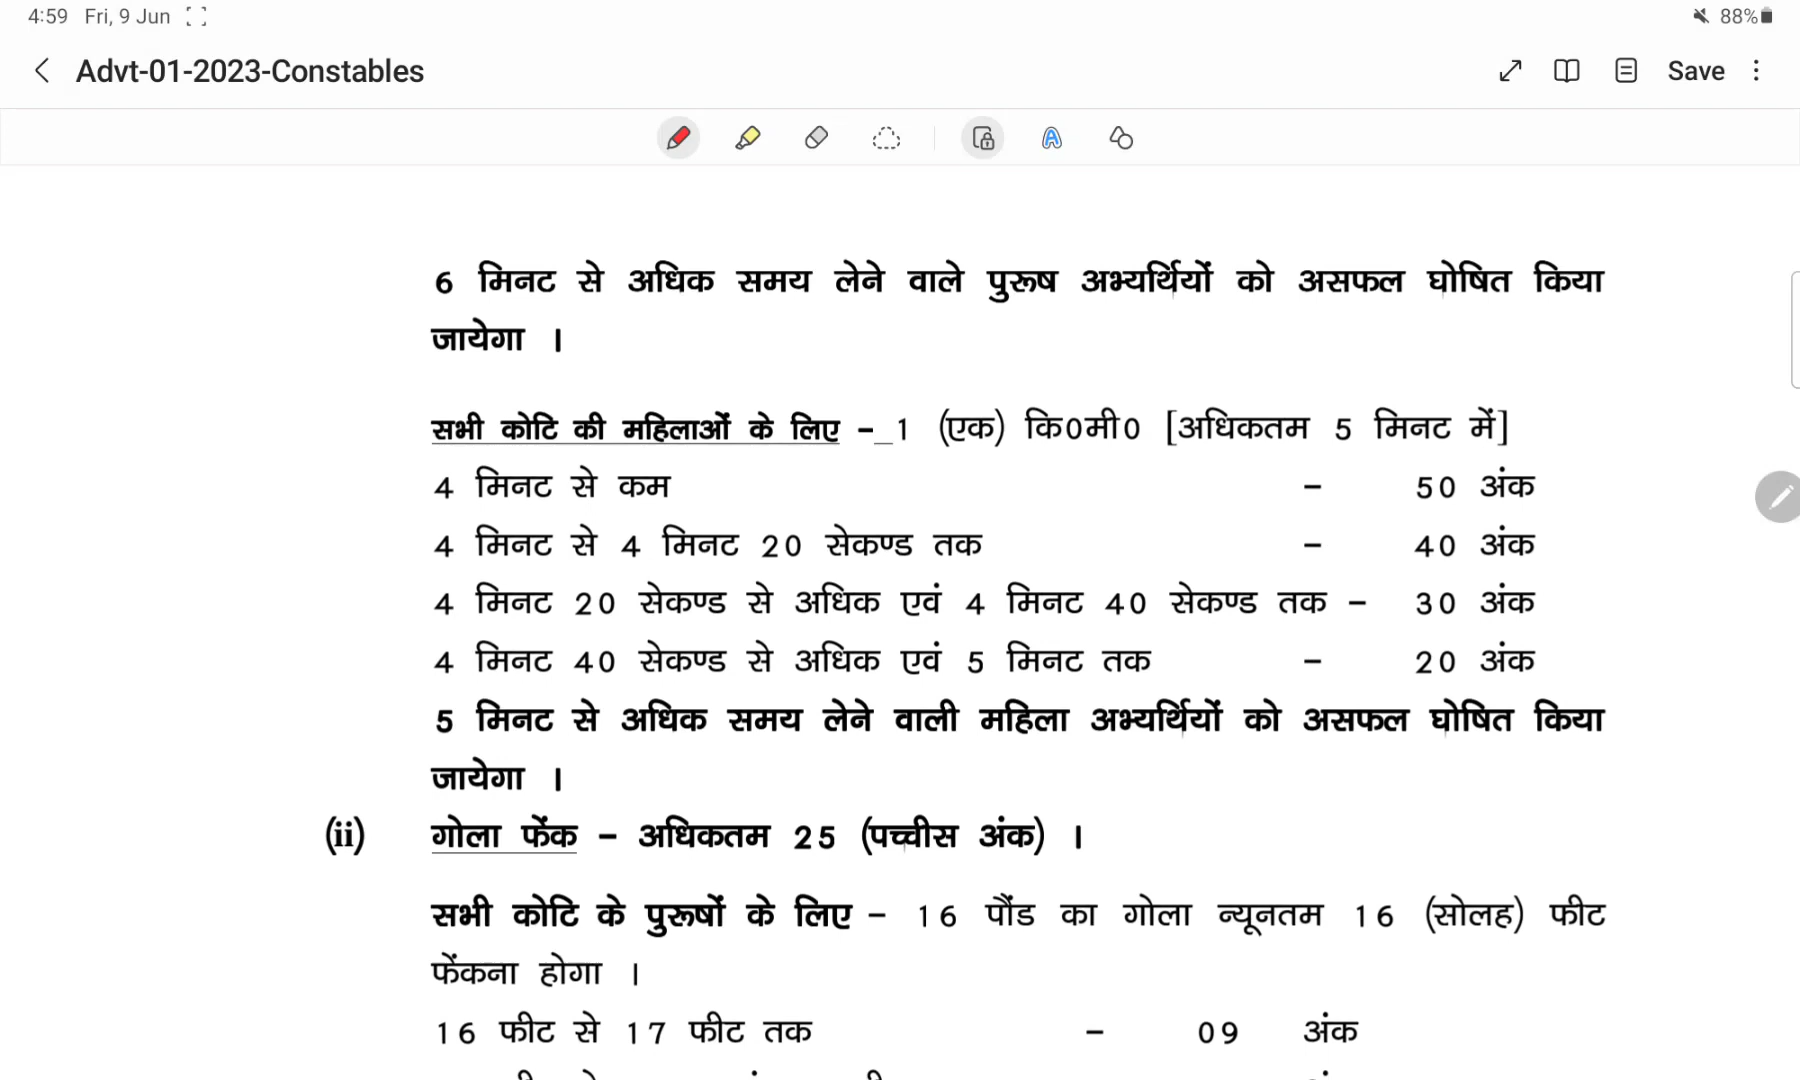 4:59 Fri, 9 Jun 88%
Advt-01-2023-Constables Save
6 मिनट से अधिक समय लेने वाले पुरूष अभ्यर्थियों को असफल घोषित किया
जायेगा ।
सभी कोटि की महिलाओं के लिए – 1 (एक) कि0मी0 [अधिकतम 5 मिनट में]
4 मिनट से कम – 50 अंक
4 मिनट से 4 मिनट 20 सेकण्ड तक – 40 अंक
4 मिनट 20 सेकण्ड से अधिक एवं 4 मिनट 40 सेकण्ड तक – 30 अंक
4 मिनट 40 सेकण्ड से अधिक एवं 5 मिनट तक – 20 अंक
5 मिनट से अधिक समय लेने वाली महिला अभ्यर्थियों को असफल घोषित किया
जायेगा ।
(ii) गोला फेंक – अधिकतम 25 (पच्चीस अंक) ।
सभी कोटि के पुरूषों के लिए – 16 पौंड का गोला न्यूनतम 16 (सोलह) फीट
फेंकना होगा ।
16 फीट से 17 फीट तक – 09 अंक